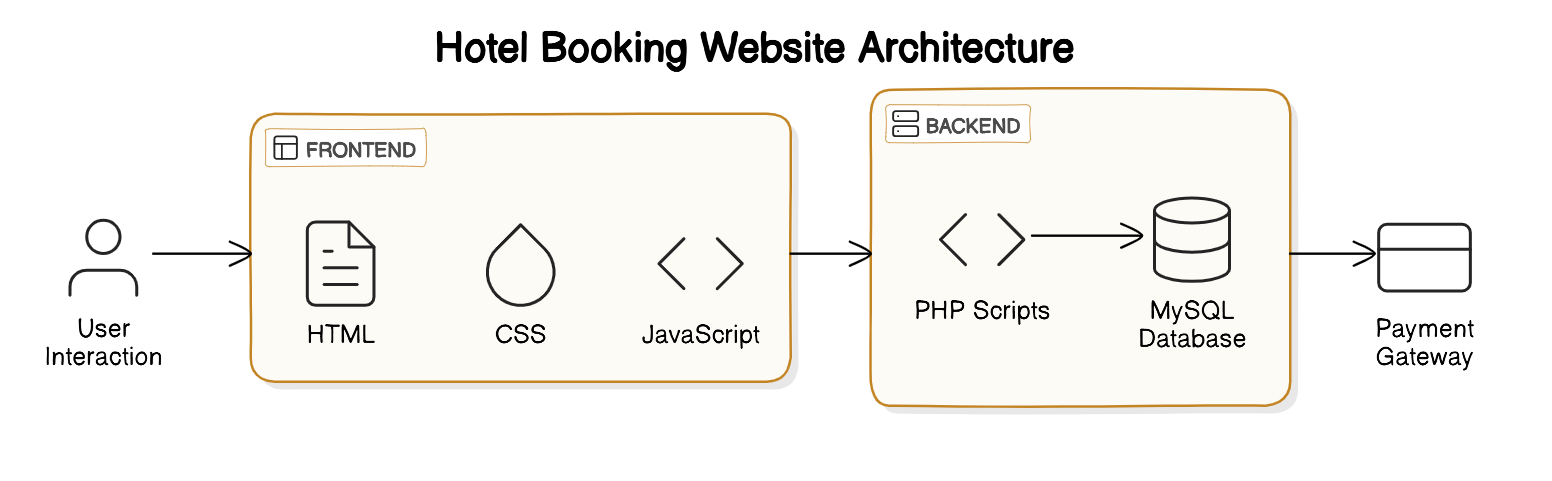 Hotel Booking Website Architecture
FRONTEND
BACKEND
User
Interaction
HTML
CSS
JavaScript
PHP Scripts
MySQL
Database
Payment
Gateway